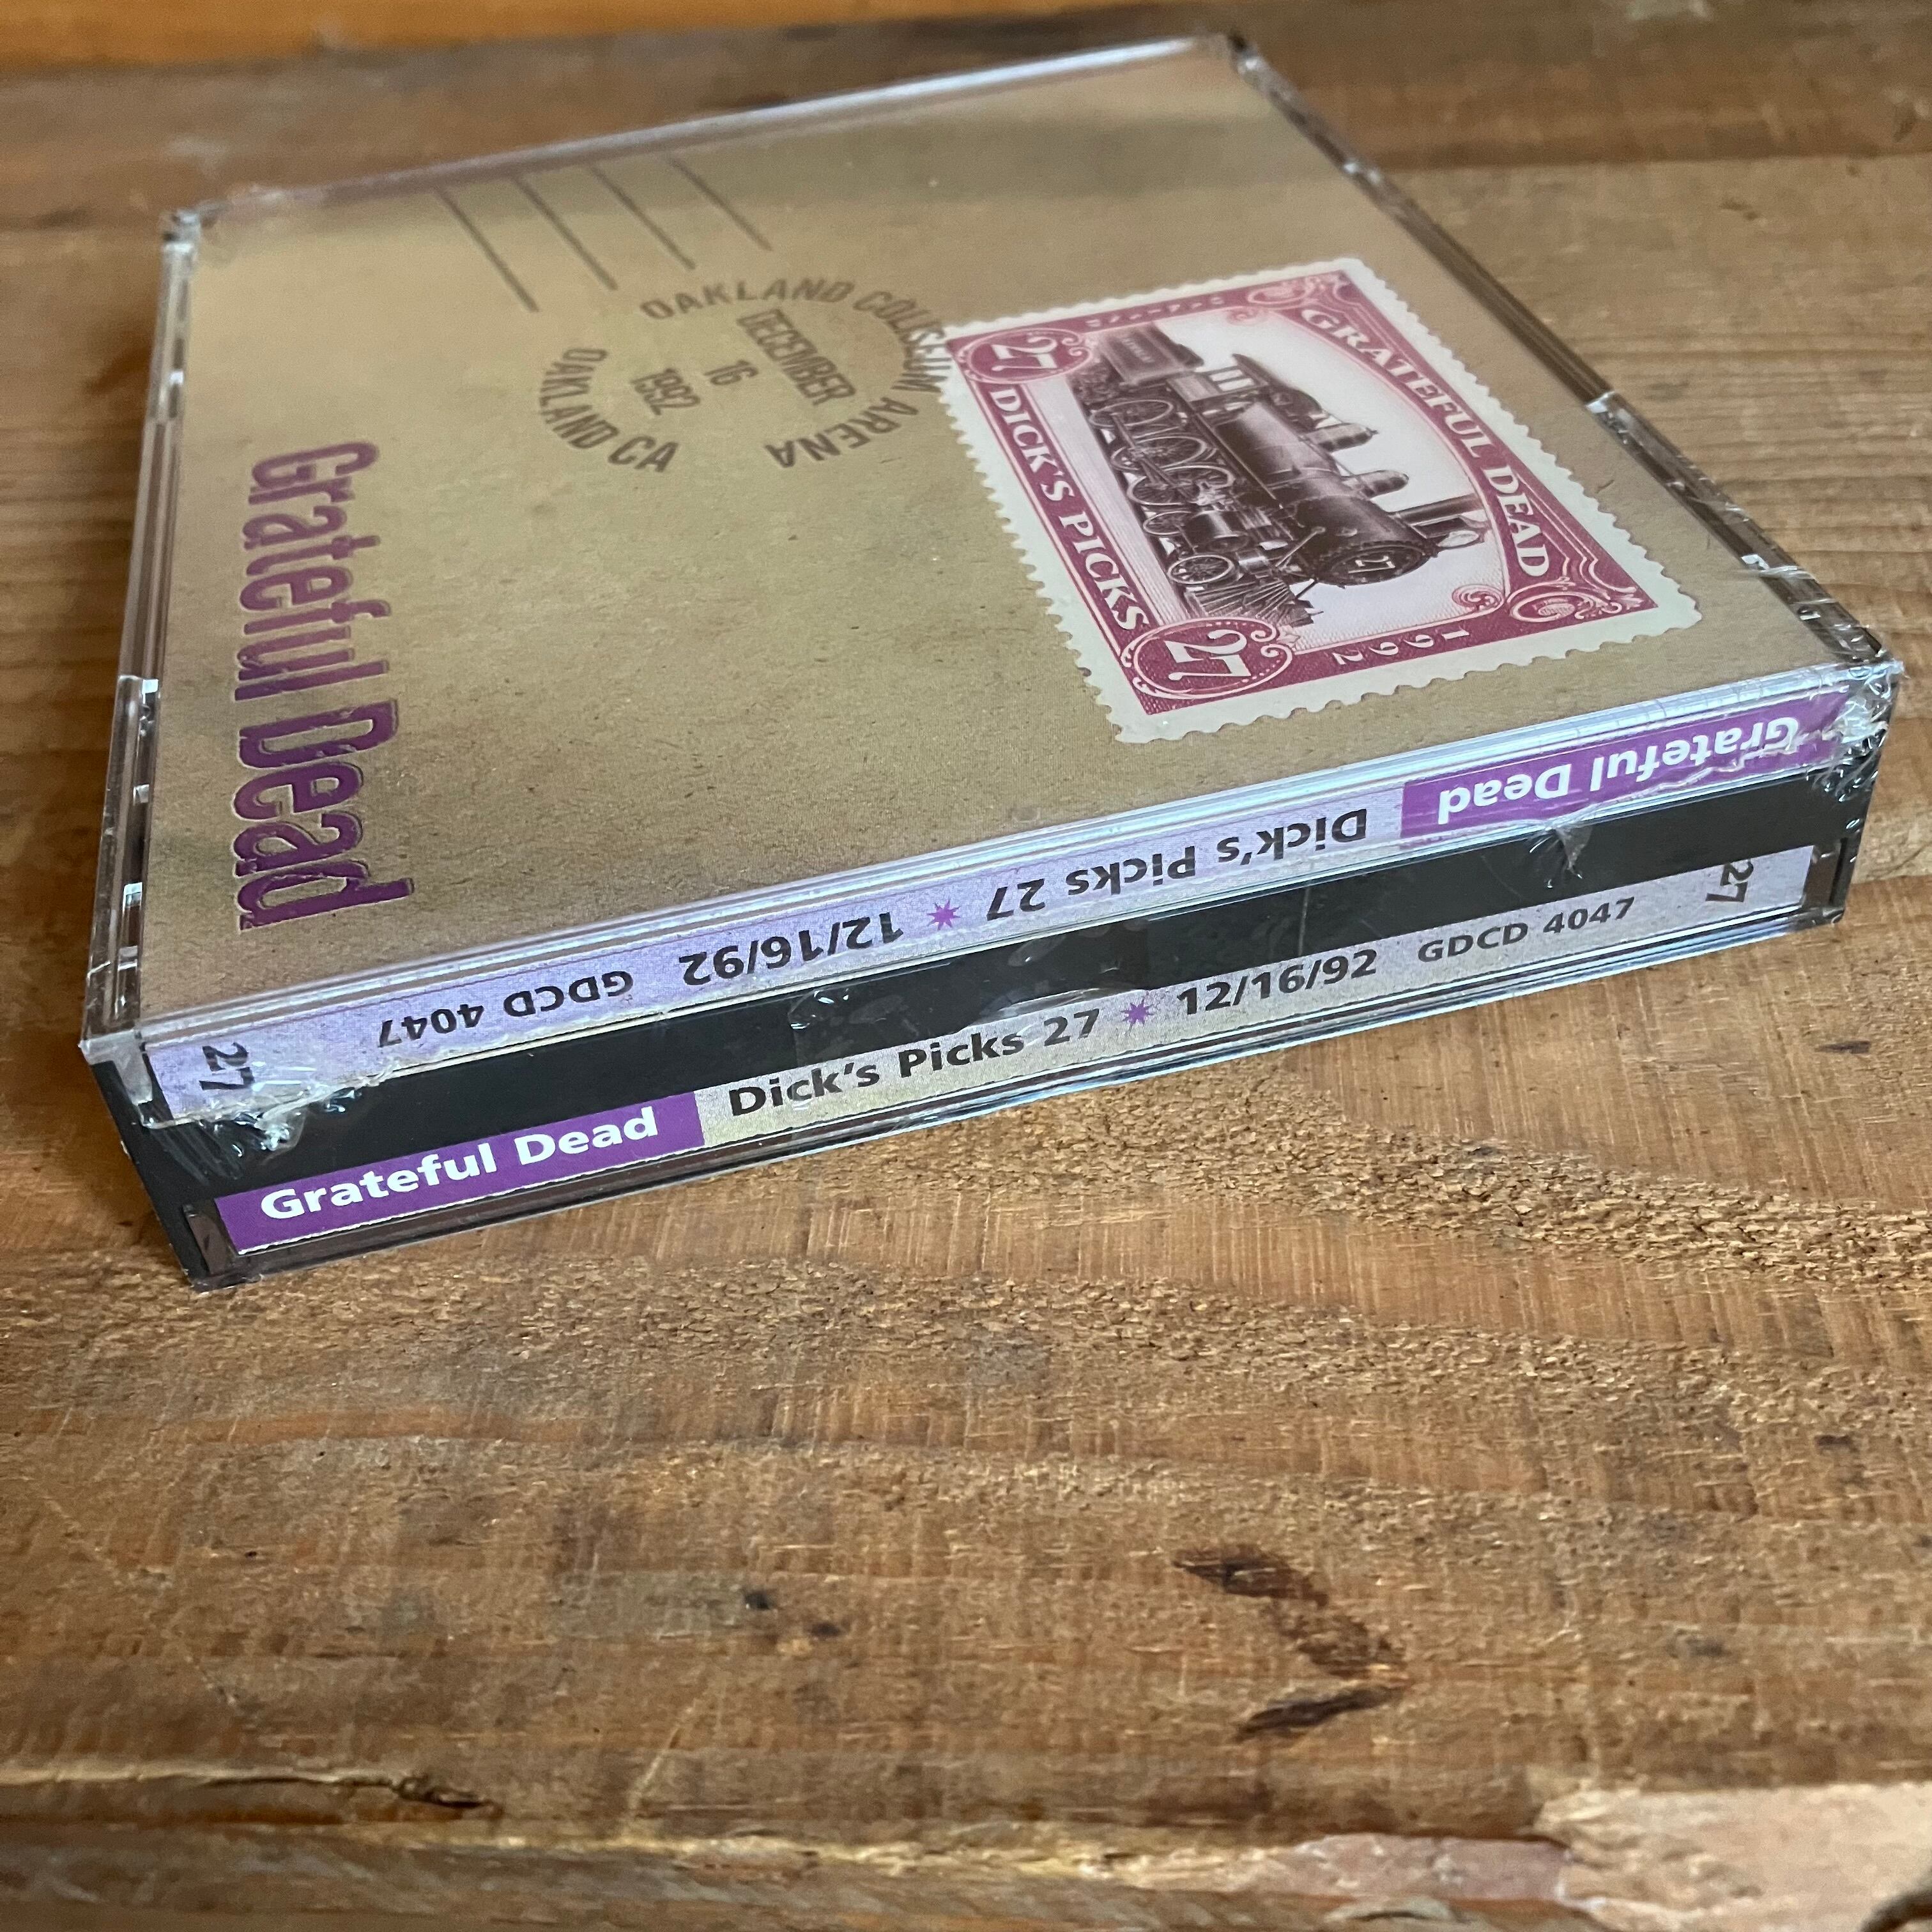 Grateful Dead
OAKLAND COLISEUM ARENA
DECEMBER
16
1992
OAKLAND CA
GRATEFUL DEAD
27
DICK'S PICKS
27
1992
Grateful Dead Dick's Picks 27 12/16/92 GDCD 4047 27
Grateful Dead Dick's Picks 27 12/16/92 GDCD 4047 27